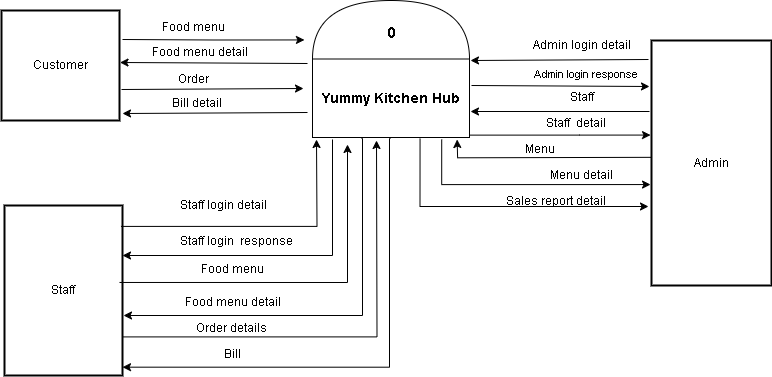 Food menu
0
Admin login detail
Food menu detail
Customer
Admin login response
Order
Yummy Kitchen Hub
Staff
Bill detail
Staff detail
Menu
Admin
Menu detail
Sales report detail
Staff login detail
Staff login response
Food menu
Staff
Food menu detail
Order details
Bill